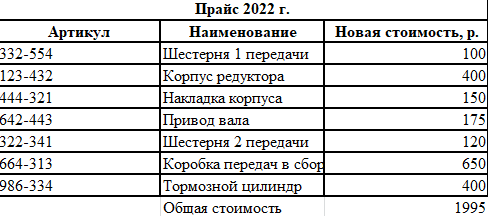 Прайс 2022 г.
Артикул Наименование Новая стоимость, р.
332-554 Шестерня 1 передачи 100
123-432 Корпус редуктора 400
444-321 Накладка корпуса 150
642-443 Привод вала 175
322-341 Шестерня 2 передачи 120
664-313 Коробка передач в сбор 650
986-334 Тормозной цилиндр 400
Общая стоимость 1995